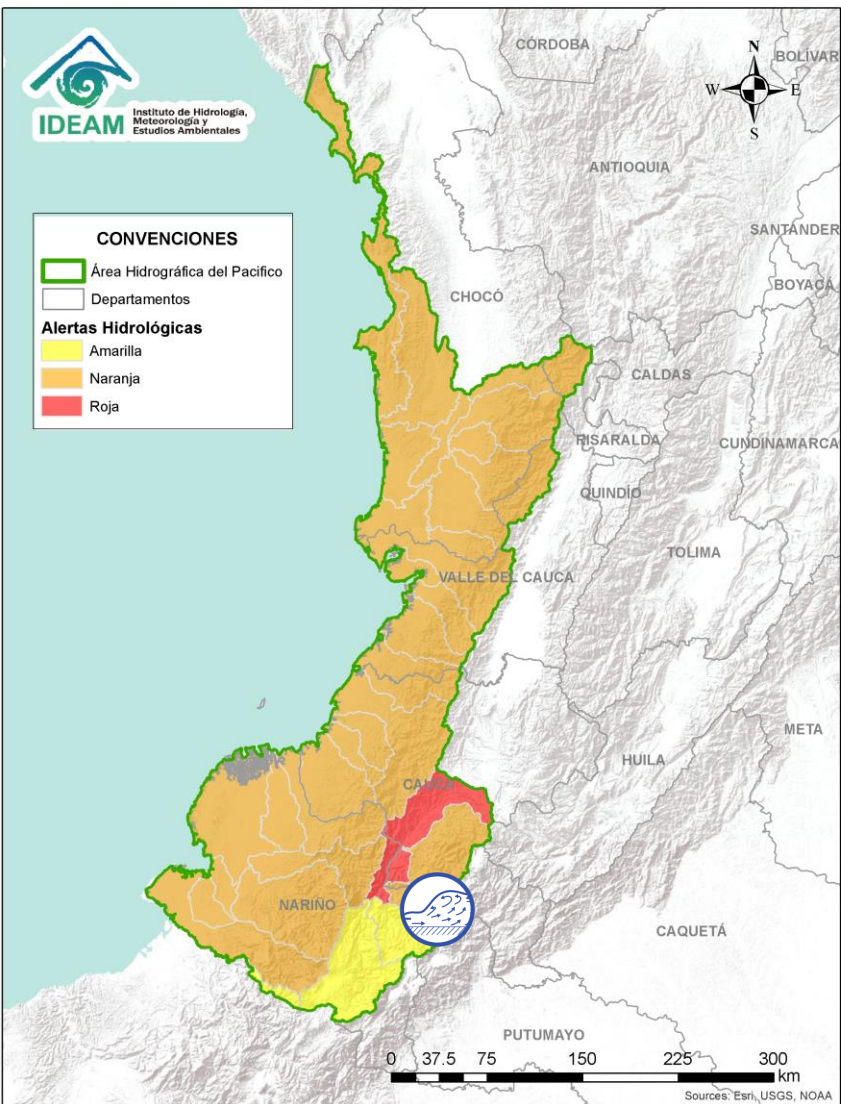 IDEAM
Instituto de Hidrología,
Meteorología y
Estudios Ambientales
CÓRDOBA
BOLÍVAR
N
W
E
S
ANTIOQUIA
SANTANDER
CONVENCIONES
Área Hidrográfica del Pacifico
Departamentos
Alertas Hidrológicas
Amarilla
Naranja
Roja
BOYACÁ
CHOCÓ
CALDAS
RISARALDA
CUNDINAMARCA
QUINDÍO
TOLIMA
VALLE DEL CAUCA
META
HUILA
CAUCA
NARIÑO
CAQUETÁ
PUTUMAYO
0 37.5 75 150 225 300
km
Sources: Esri, USGS, NOAA